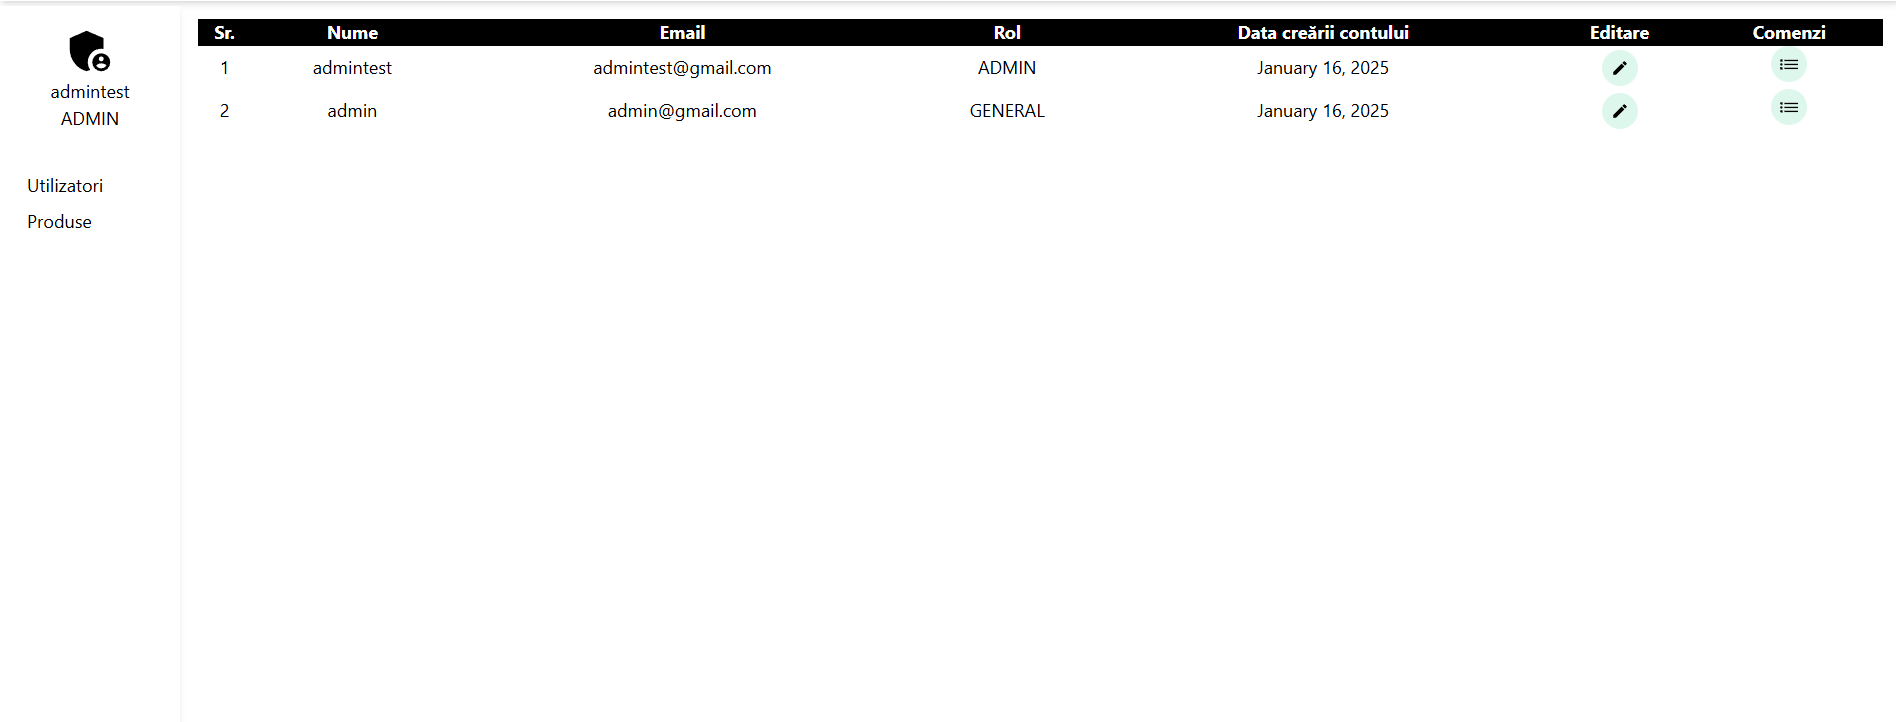 admintest
ADMIN
Utilizatori
Produse
Sr. Nume Email Rol Data creării contului Editare Comenzi
1 admintest admintest@gmail.com ADMIN January 16, 2025
2 admin admin@gmail.com GENERAL January 16, 2025